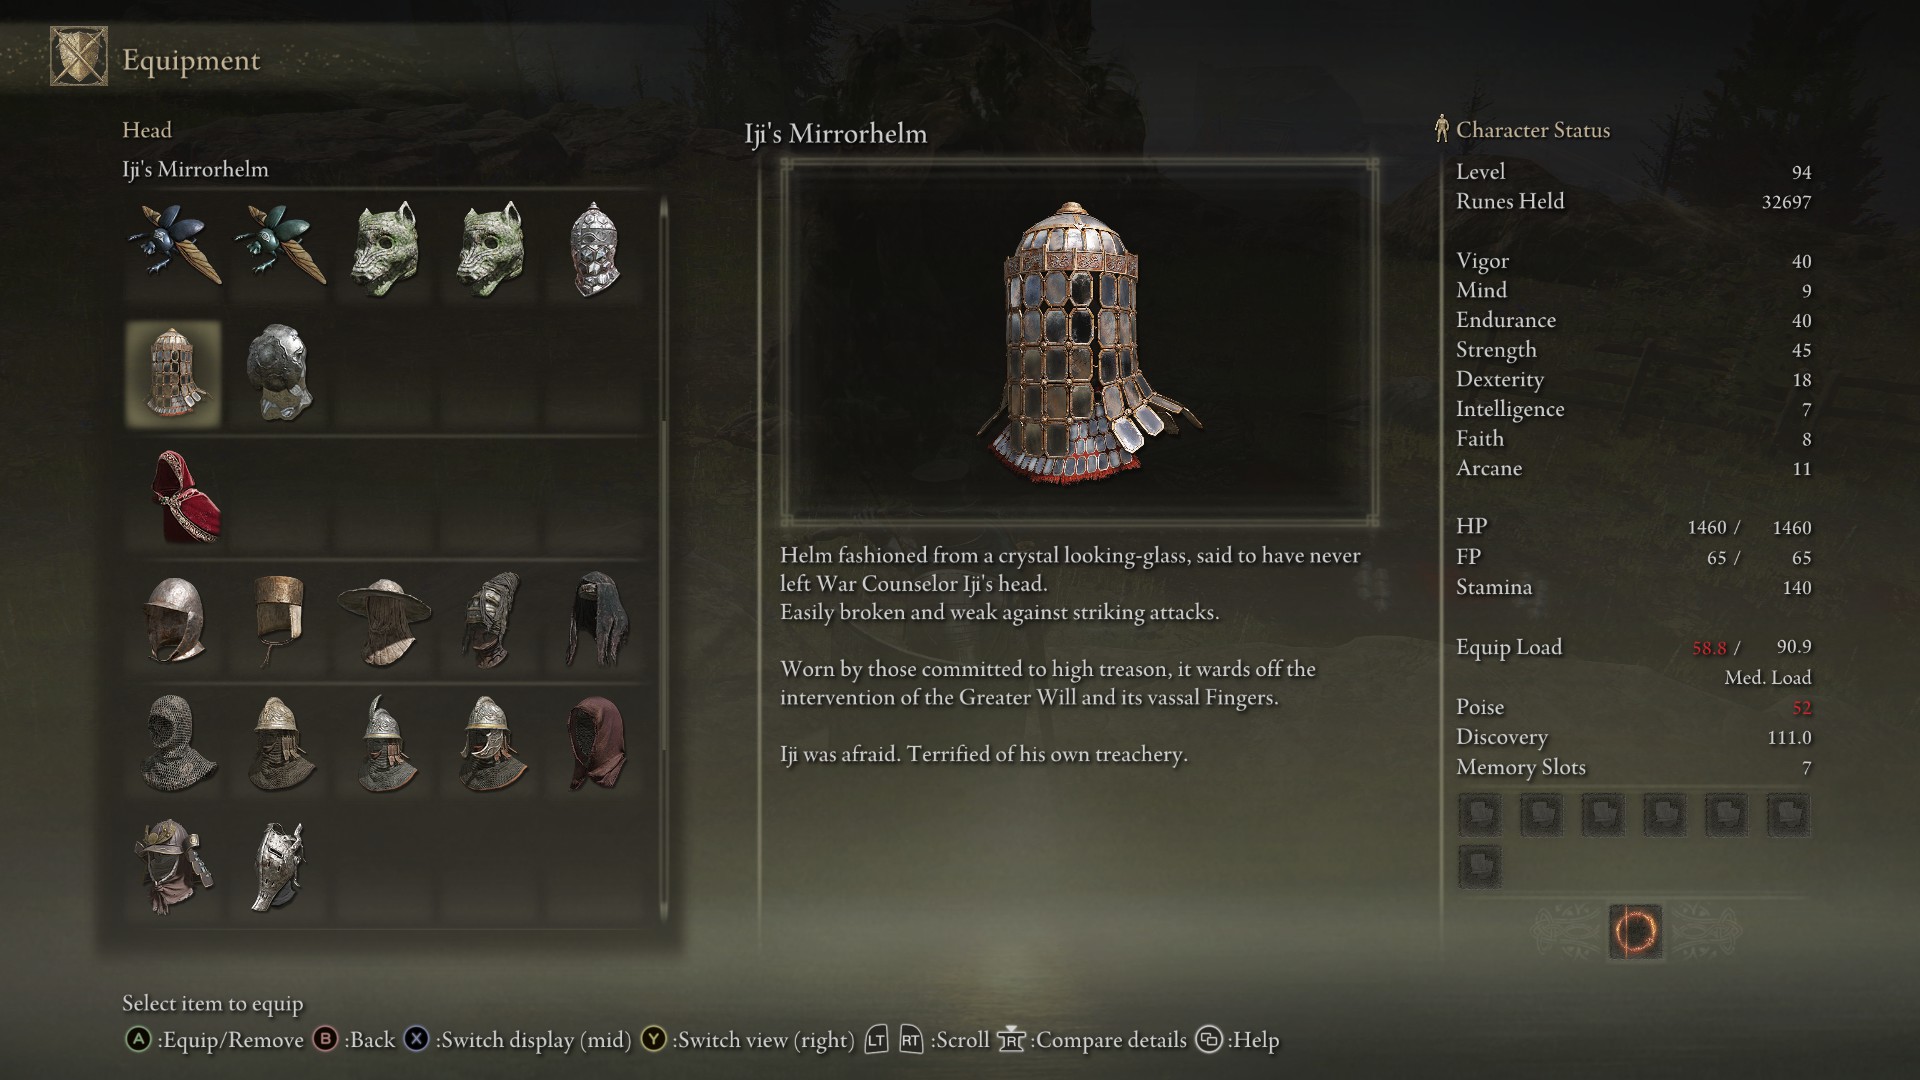 Equipment
Head
Iji's Mirrorhelm
Iji's Mirrorhelm
Helm fashioned from a crystal looking-glass, said to have never
left War Counselor Iji's head.
Easily broken and weak against striking attacks.
Worn by those committed to high treason, it wards off the
intervention of the Greater Will and its vassal Fingers.
Iji was afraid. Terrified of his own treachery.
Character Status
Level 94
Runes Held 32697
Vigor 40
Mind 9
Endurance 40
Strength 45
Dexterity 18
Intelligence 7
Faith 8
Arcane 11
HP 1460 / 1460
FP 65 / 65
Stamina 140
Equip Load 58.8 / 90.9
Med. Load
Poise 52
Discovery 111.0
Memory Slots 7
Select item to equip
A :Equip/Remove B :Back X :Switch display (mid) Y :Switch view (right) LT RT :Scroll R :Compare details :Help